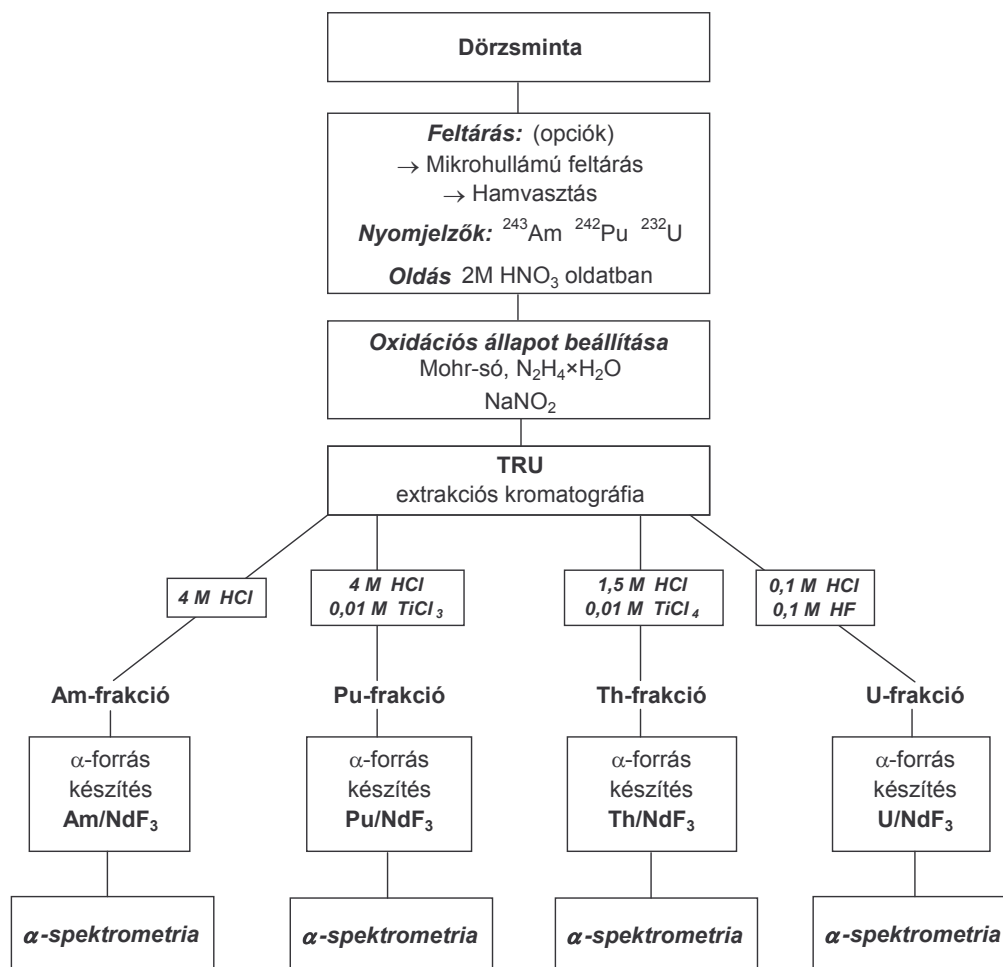 Dörzsminta
Feltárás: (opciók)
→ Mikrohullámú feltárás
→ Hamvasztás
Nyomjelzők: ²⁴³Am ²⁴²Pu ²³²U
Oldás 2M HNO₃ oldatban
Oxidációs állapot beállítása
Mohr-só, N₂H₄×H₂O
NaNO₂
TRU
extrakciós kromatográfia
4 M HCl
4 M HCl
0,01 M TiCl₃
1,5 M HCl
0,01 M TiCl₄
0,1 M HCl
0,1 M HF
Am-frakció
Pu-frakció
Th-frakció
U-frakció
α-forrás
készítés
Am/NdF₃
α-forrás
készítés
Pu/NdF₃
α-forrás
készítés
Th/NdF₃
α-forrás
készítés
U/NdF₃
α-spektrometria
α-spektrometria
α-spektrometria
α-spektrometria